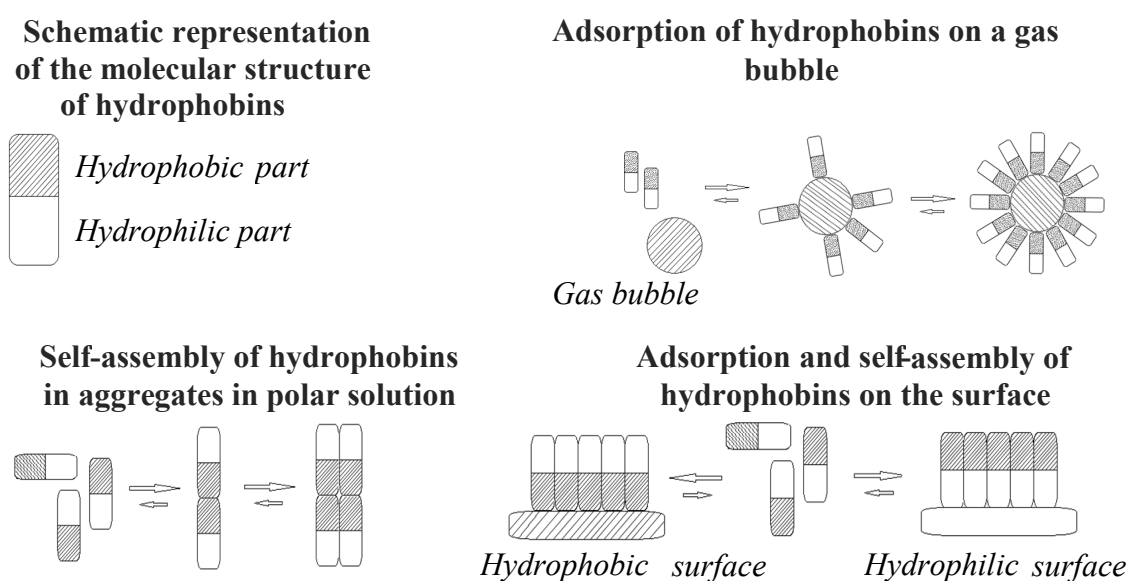 Schematic representation
of the molecular structure
of hydrophobins
Hydrophobic part
Hydrophilic part
Adsorption of hydrophobins on a gas
bubble
Gas bubble
Self-assembly of hydrophobins
in aggregates in polar solution
Adsorption and self-assembly of
hydrophobins on the surface
Hydrophobic surface
Hydrophilic surface